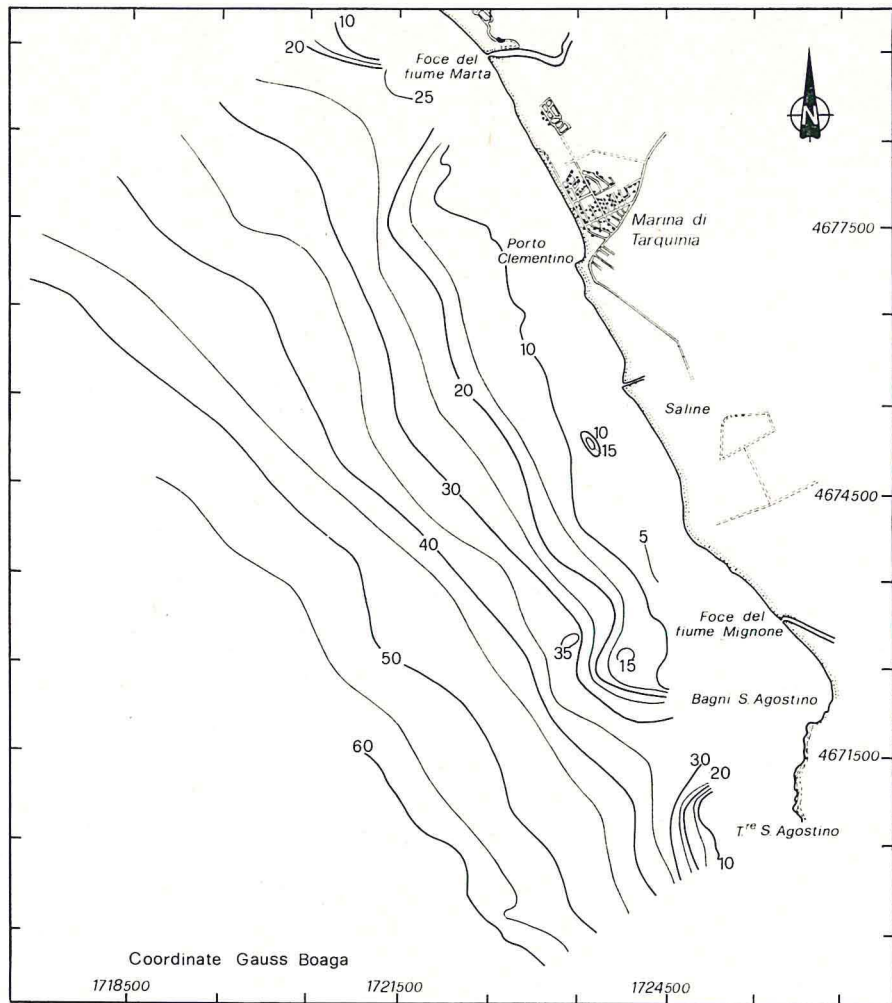 10
20
Foce del
fiume Marta
25
N
Marina di
Tarquinia
4677500
Porto
Clementino
10
20
Saline
10
15
30
4674500
5
40
Foce del
fiume Mignone
35
15
50
Bagni S. Agostino
60
30
20
4671500
T.re S. Agostino
10
Coordinate Gauss Boaga
1718500
1721500
1724500